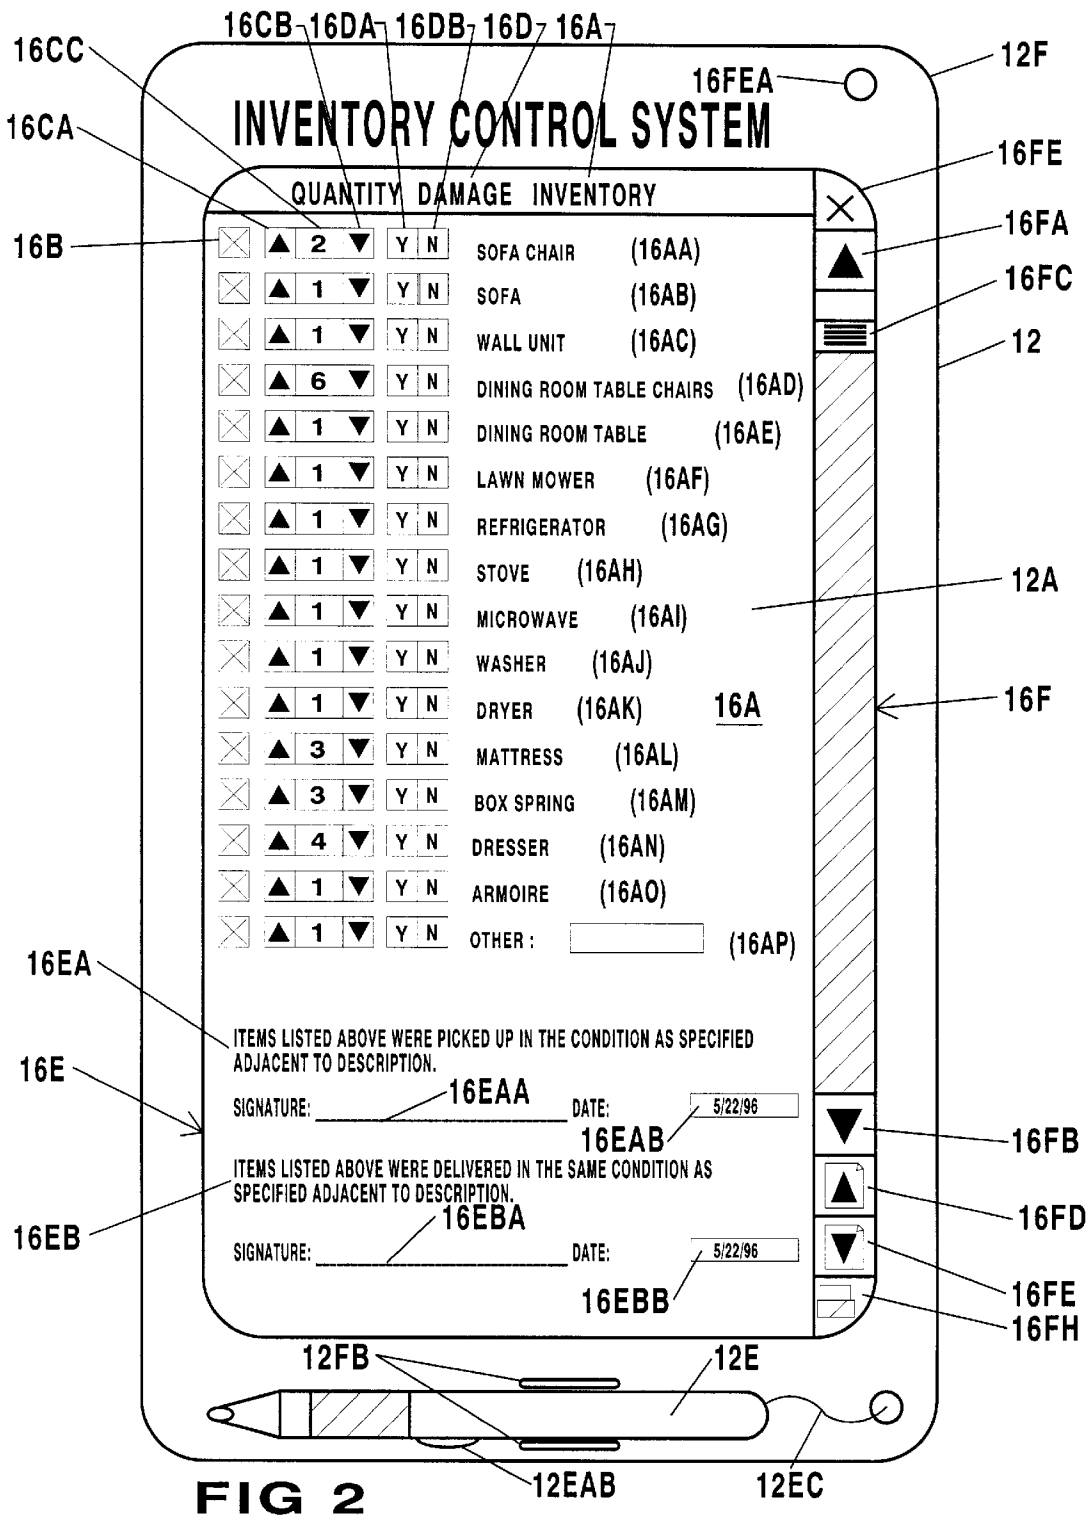 16CB 16DA 16DB 16D 16A
16CC
12F
16FEA
INVENTORY CONTROL SYSTEM
16CA
16FE
QUANTITY DAMAGE INVENTORY
16FA
16B
2 Y N SOFA CHAIR (16AA)
16FC
1 Y N SOFA (16AB)
1 Y N WALL UNIT (16AC)
12
6 Y N DINING ROOM TABLE CHAIRS (16AD)
1 Y N DINING ROOM TABLE (16AE)
1 Y N LAWN MOWER (16AF)
1 Y N REFRIGERATOR (16AG)
1 Y N STOVE (16AH)
12A
1 Y N MICROWAVE (16AI)
1 Y N WASHER (16AJ)
1 Y N DRYER (16AK) 16A
16F
3 Y N MATTRESS (16AL)
3 Y N BOX SPRING (16AM)
4 Y N DRESSER (16AN)
1 Y N ARMOIRE (16AO)
1 Y N OTHER : (16AP)
16EA
ITEMS LISTED ABOVE WERE PICKED UP IN THE CONDITION AS SPECIFIED
ADJACENT TO DESCRIPTION.
16E
16EAA
SIGNATURE: DATE: 5/22/96
16EAB
16FB
ITEMS LISTED ABOVE WERE DELIVERED IN THE SAME CONDITION AS
SPECIFIED ADJACENT TO DESCRIPTION.
16EB
16EBA
16FD
SIGNATURE: DATE: 5/22/96
16EBB
16FE
16FH
12FB
12E
12EAB
12EC
FIG 2